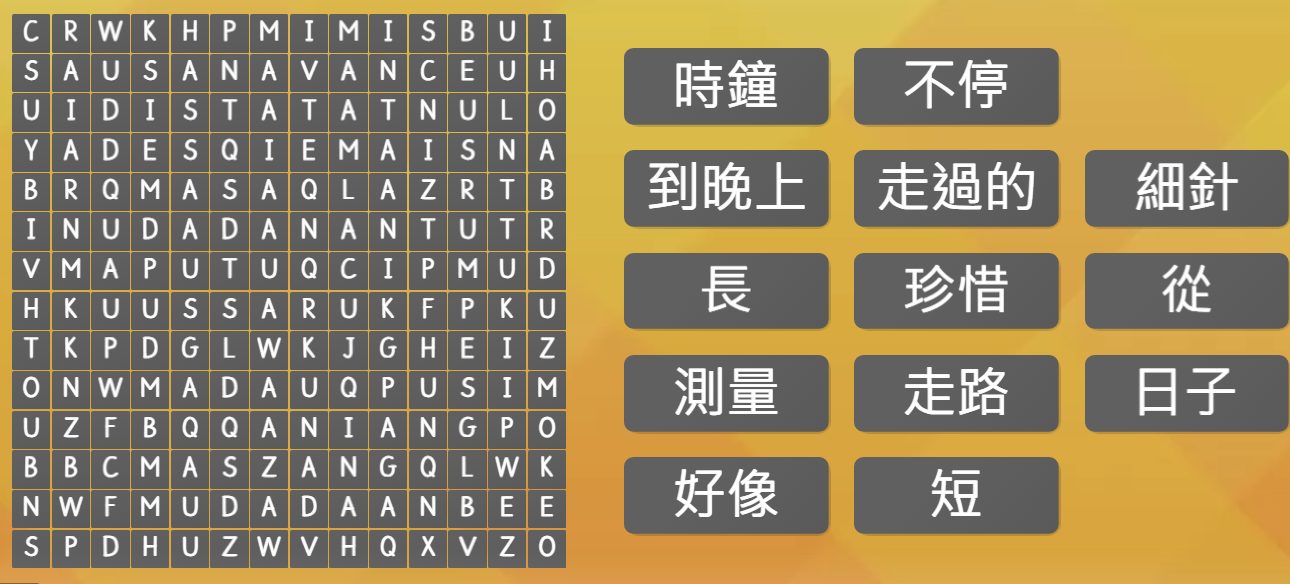 C R W K H P M I M I S B U I
S A U S A N A V A N C E U H
U I D I S T A T A T N U L O
Y A D E S Q I E M A I S N A
B R Q M A S A Q L A Z R T B
I N U D A D A N A N T U T R
V M A P U T U Q C I P M U D
H K U U S S A R U K F P K U
T K P D G L W K J G H E I Z
O N W M A D A U Q P U S I M
U Z F B Q Q A N I A N G P O
B B C M A S Z A N G Q L W K
N W F M U D A D A A N B E E
S P D H U Z W V H Q X V Z O
時鐘 不停
到晚上 走過的 細針
長 珍惜 從
測量 走路 日子
好像 短